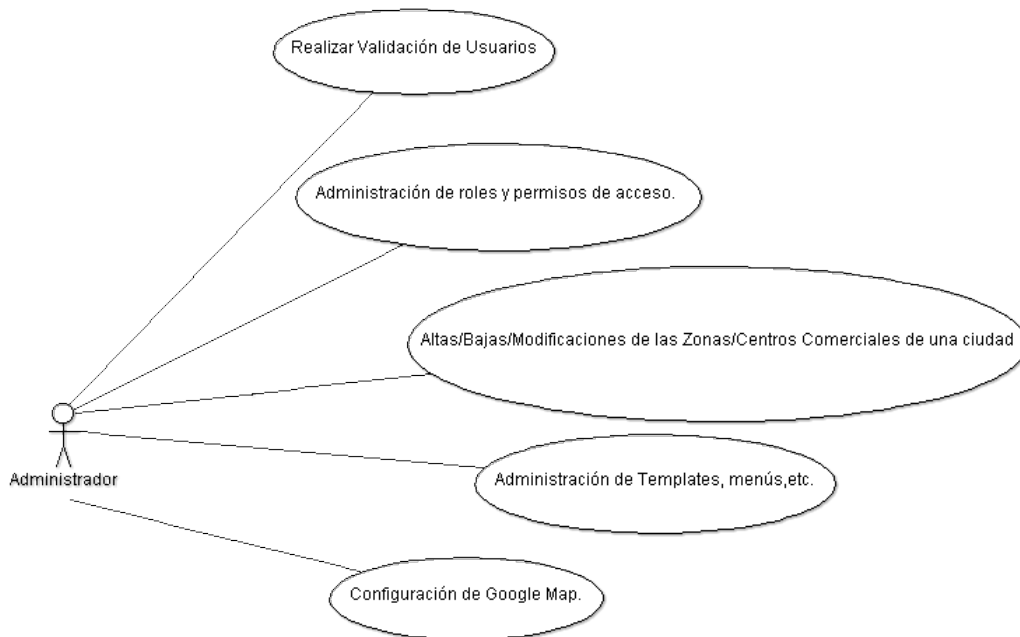 Realizar Validación de Usuarios
Administración de roles y permisos de acceso.
Altas/Bajas/Modificaciones de las Zonas/Centros Comerciales de una ciudad
Administrador
Administración de Templates, menús,etc.
Configuración de Google Map.